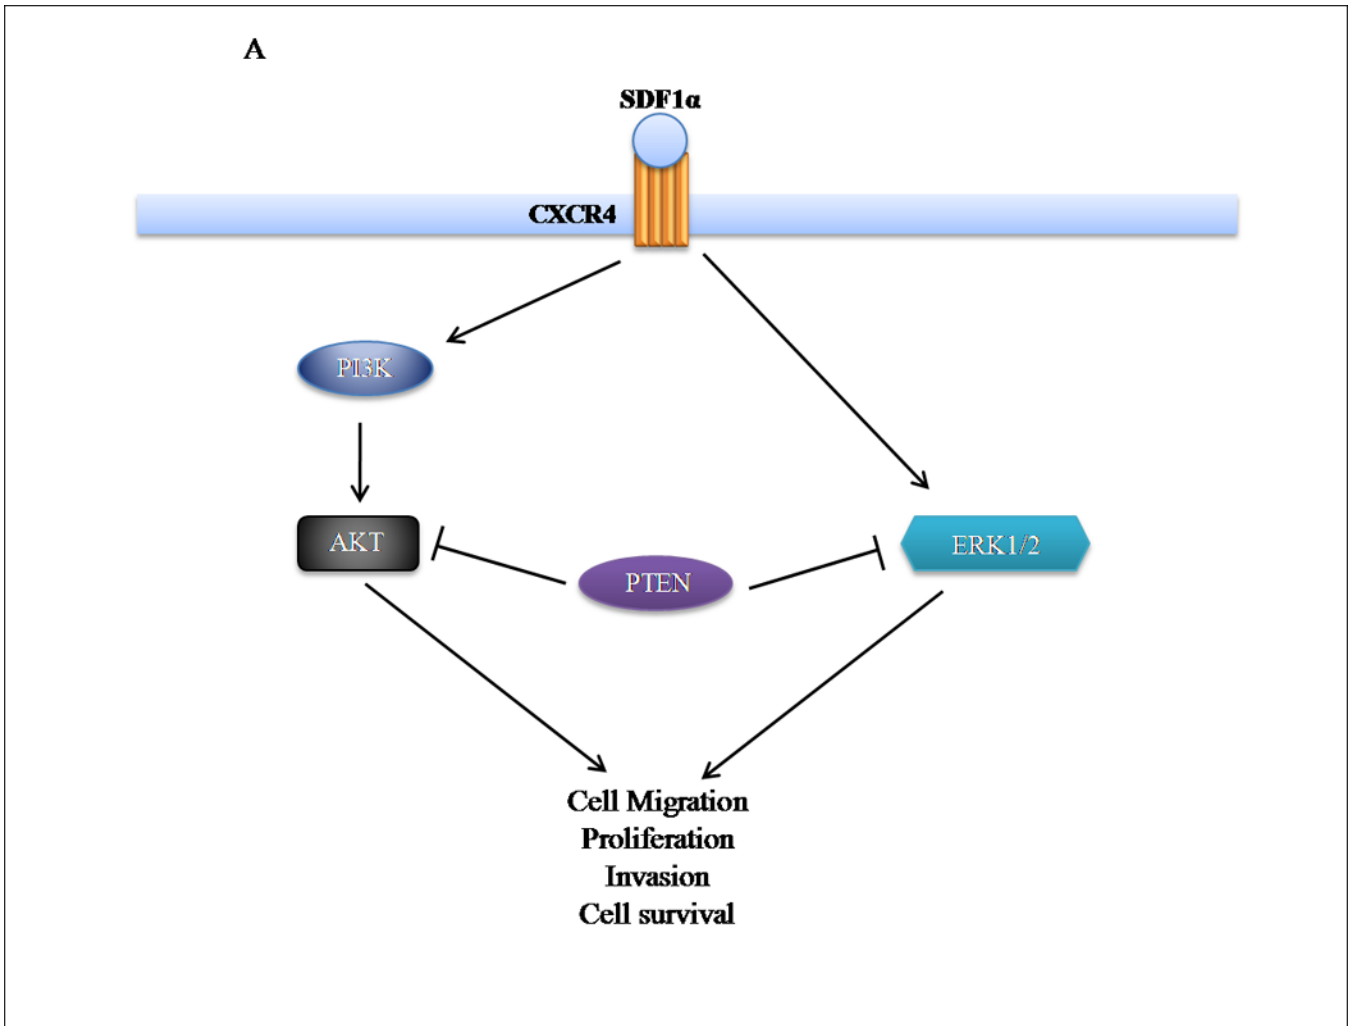 A
SDF1α
CXCR4
PI3K
AKT
PTEN
ERK1/2
Cell Migration
Proliferation
Invasion
Cell survival